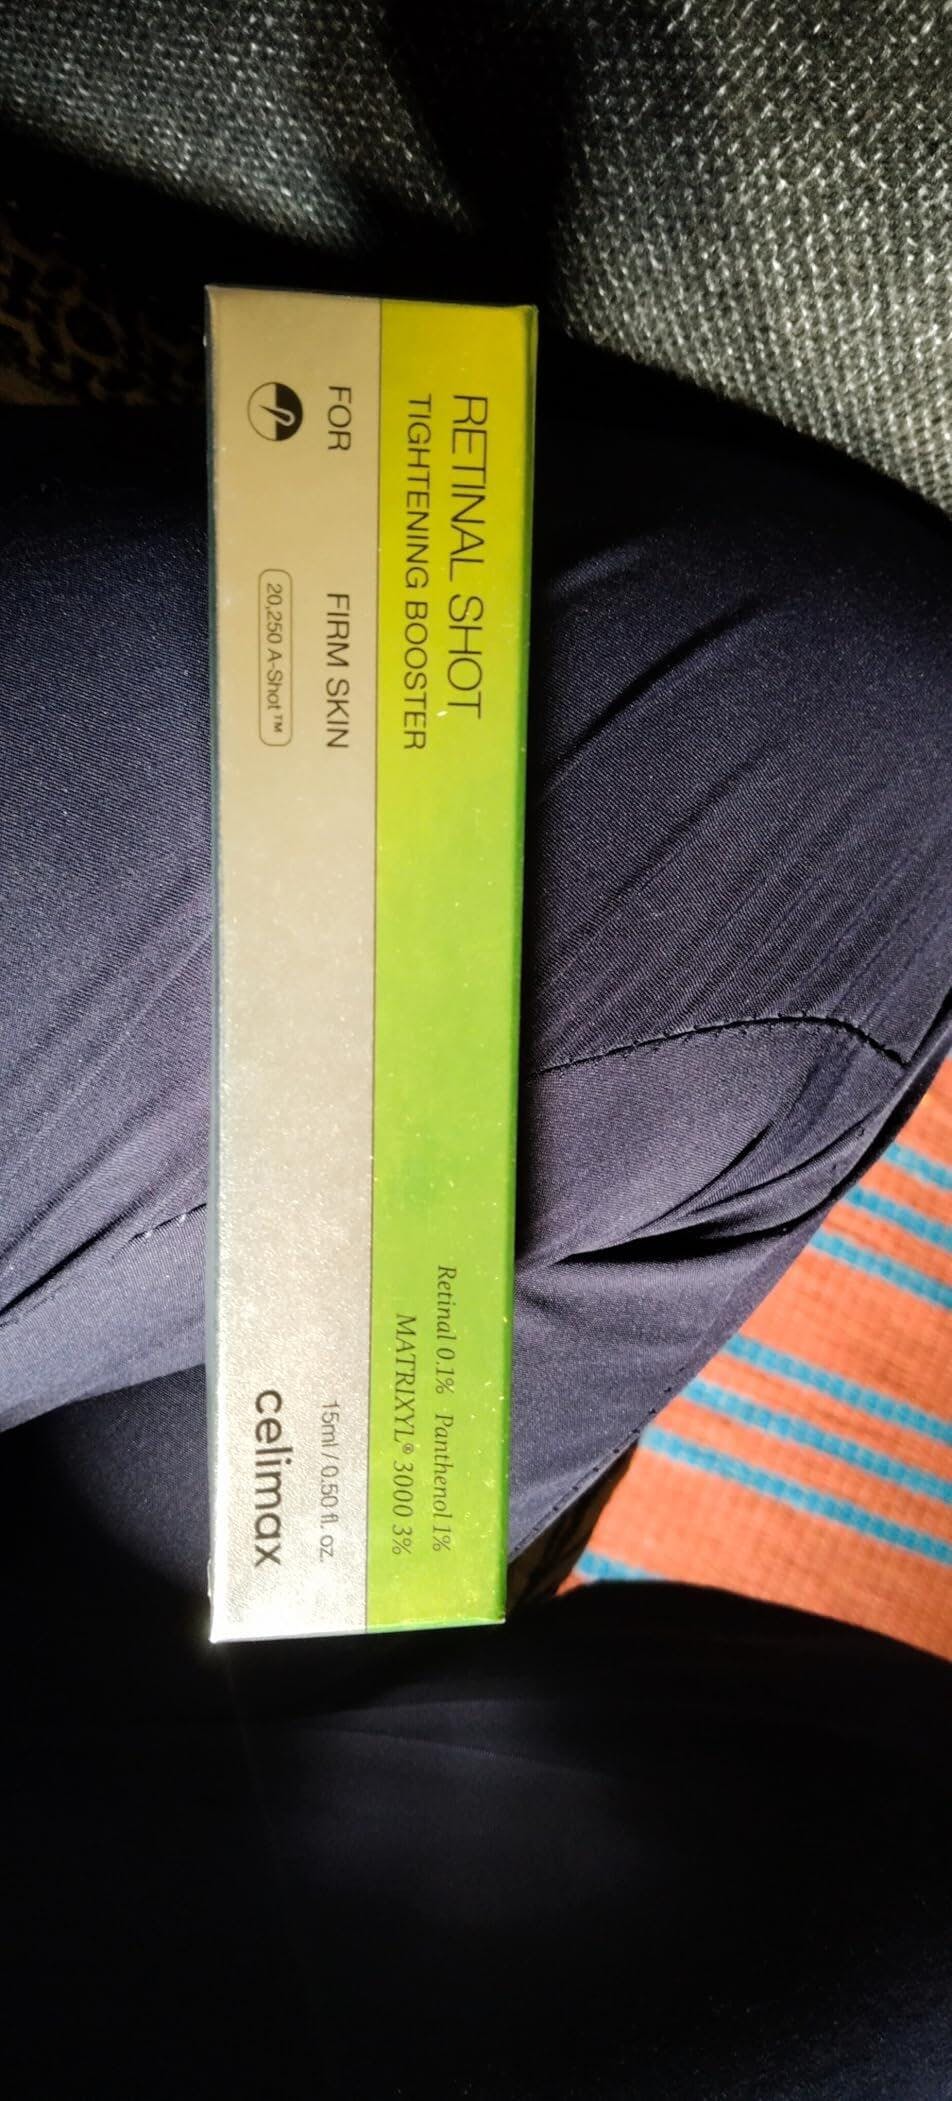 RETINAL SHOT
TIGHTENING BOOSTER
Retinal 0.1% Panthenol 1%
MATRIXYL® 3000 3%
FOR FIRM SKIN
20,250 A-Shot™
15ml / 0.50 fl. oz.
celimax